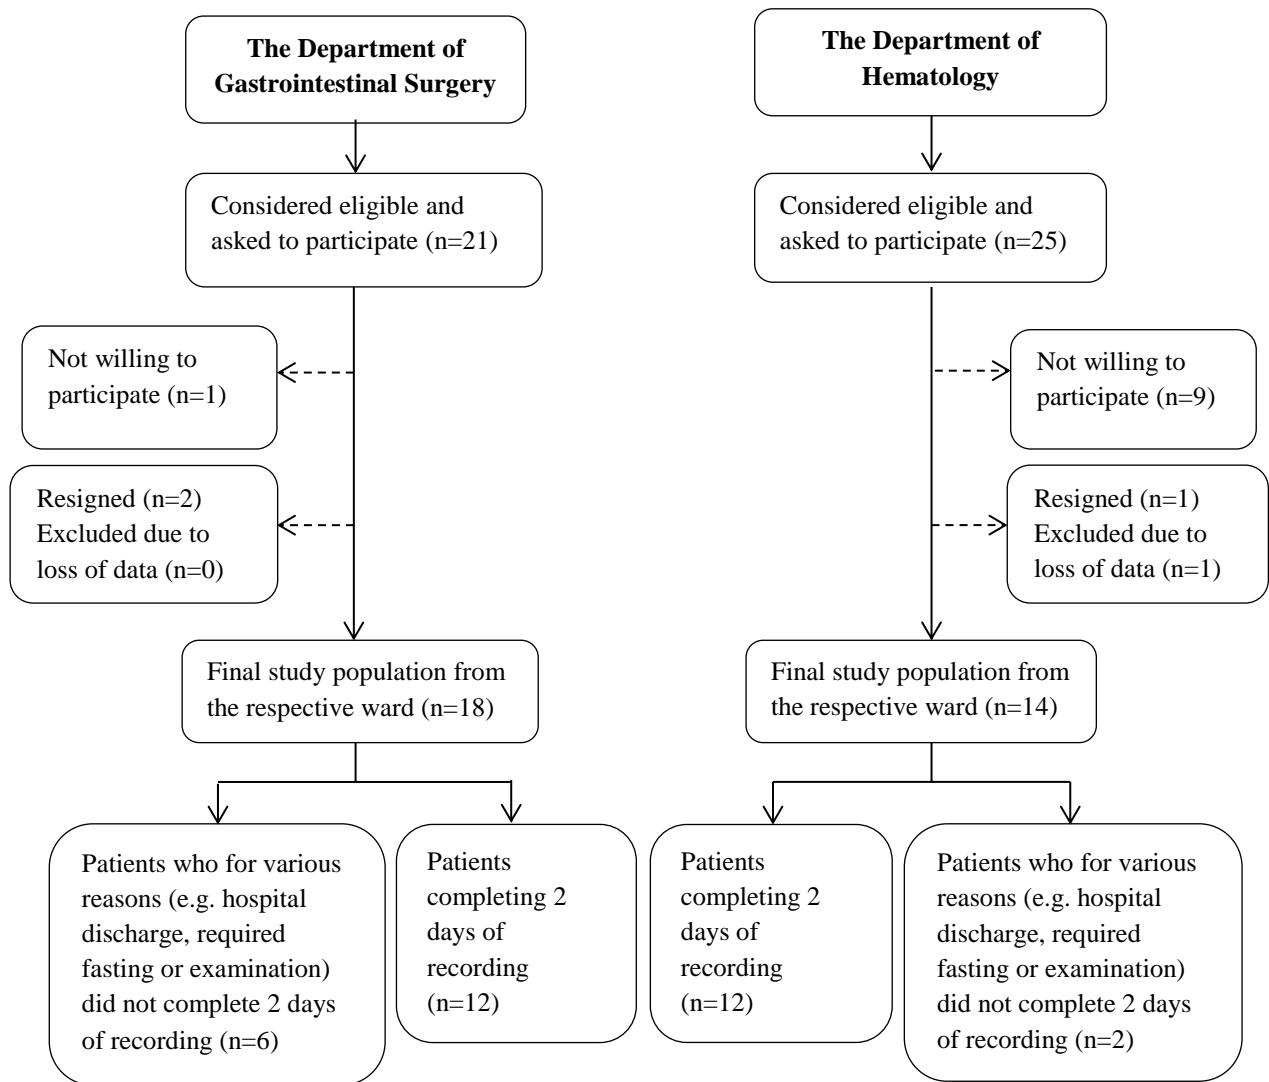 The Department of
Gastrointestinal Surgery
The Department of
Hematology
Considered eligible and
asked to participate (n=21)
Considered eligible and
asked to participate (n=25)
Not willing to
participate (n=1)
Not willing to
participate (n=9)
Resigned (n=2)
Excluded due to
loss of data (n=0)
Resigned (n=1)
Excluded due to
loss of data (n=1)
Final study population from
the respective ward (n=18)
Final study population from
the respective ward (n=14)
Patients who for various
reasons (e.g. hospital
discharge, required
fasting or examination)
did not complete 2 days
of recording (n=6)
Patients
completing 2
days of
recording
(n=12)
Patients
completing 2
days of
recording
(n=12)
Patients who for various
reasons (e.g. hospital
discharge, required
fasting or examination)
did not complete 2 days
of recording (n=2)